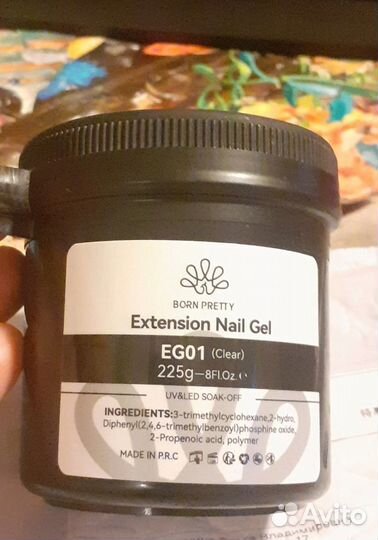 BORN PRETTY
Extension Nail Gel
EG01 (Clear)
225g—8Fl.Oz. ℮
UV&LED SOAK-OFF
INGREDIENTS:3-trimethylcyclohexane,2-hydro,
Diphenyl(2,4,6-trimethylbenzoyl)phosphine oxide,
2-Propenoic acid, polymer
MADE IN P.R.C
Avito